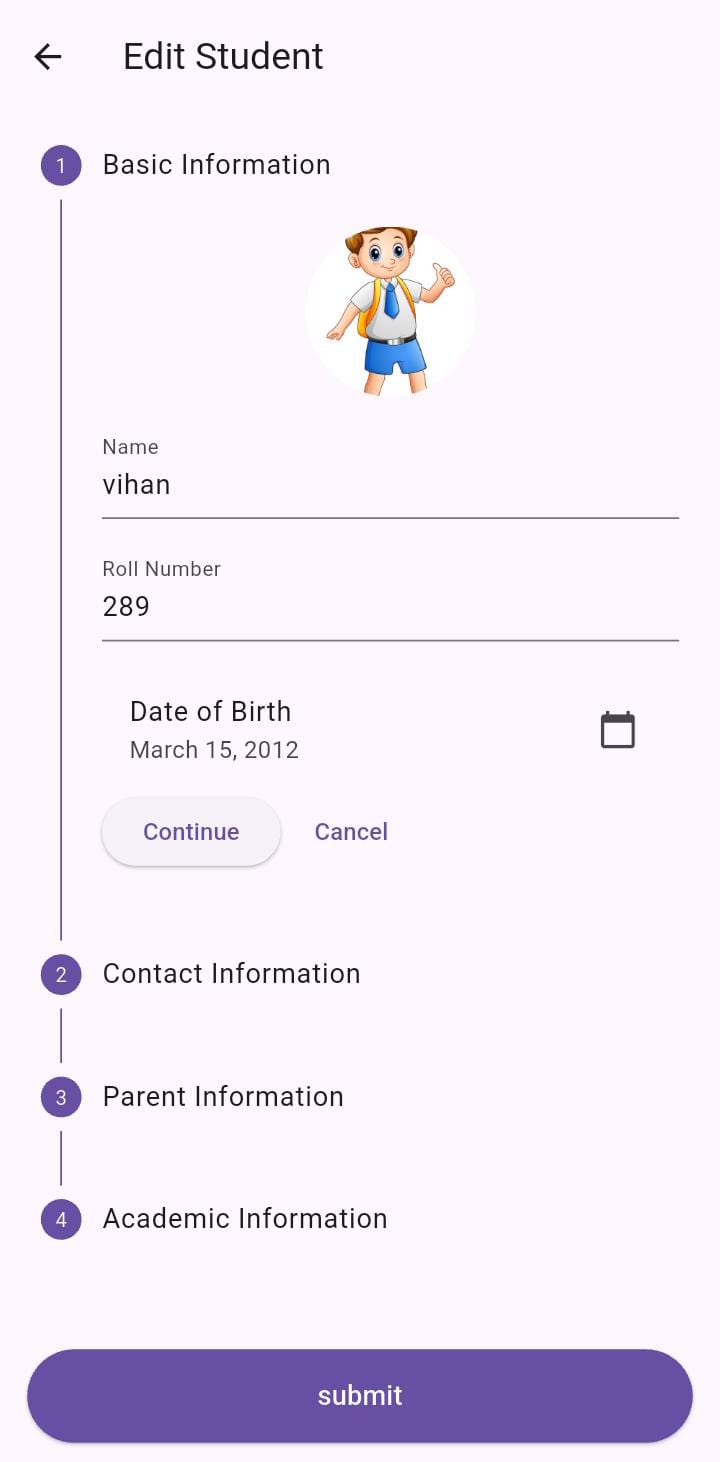 Edit Student
1 Basic Information
Name
vihan
Roll Number
289
Date of Birth
March 15, 2012
Continue Cancel
2 Contact Information
3 Parent Information
4 Academic Information
submit